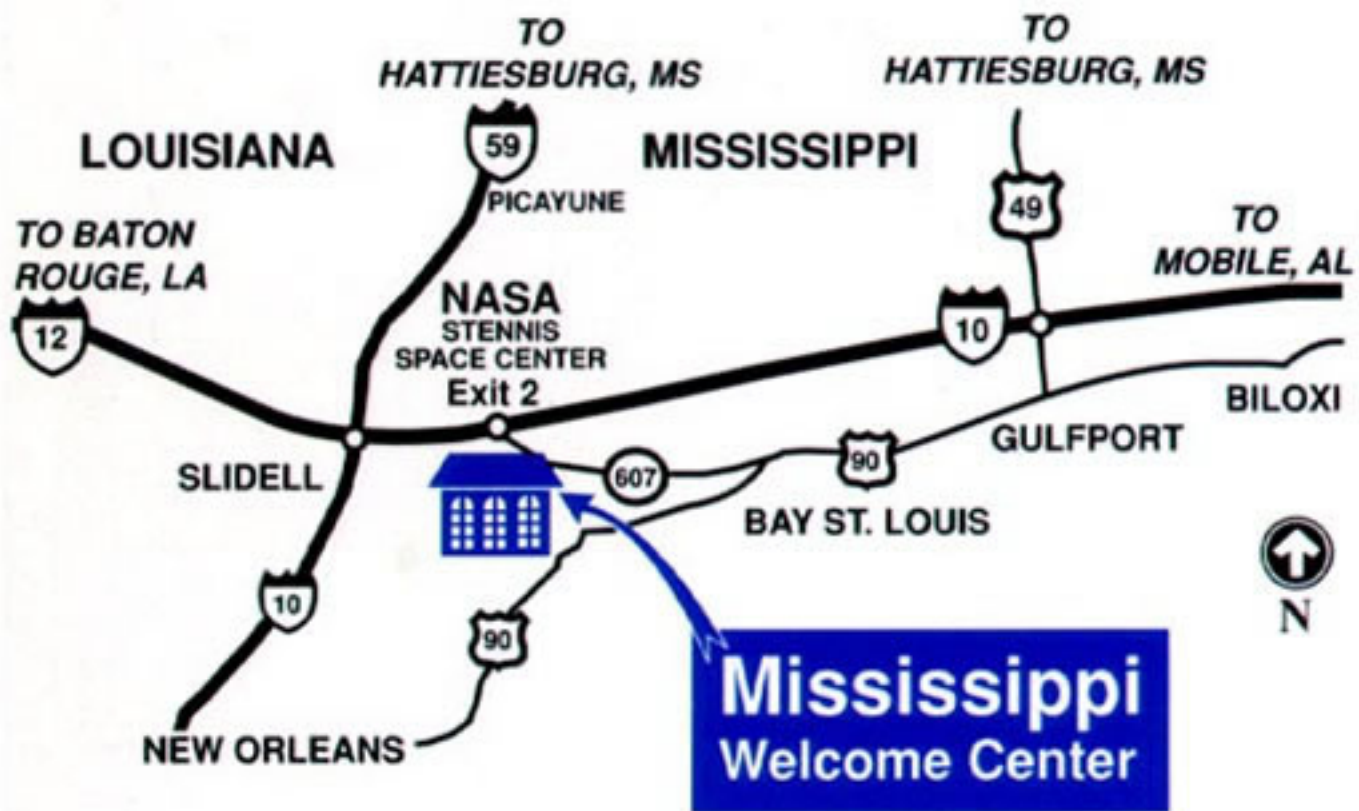 TO
HATTIESBURG, MS
TO
HATTIESBURG, MS
59
LOUISIANA
MISSISSIPPI
PICAYUNE
49
TO BATON
ROUGE, LA
TO
MOBILE, AL
12
NASA
STENNIS
SPACE CENTER
Exit 2
10
BILOXI
GULFPORT
SLIDELL
607
90
BAY ST. LOUIS
10
90
N
NEW ORLEANS
Mississippi
Welcome Center